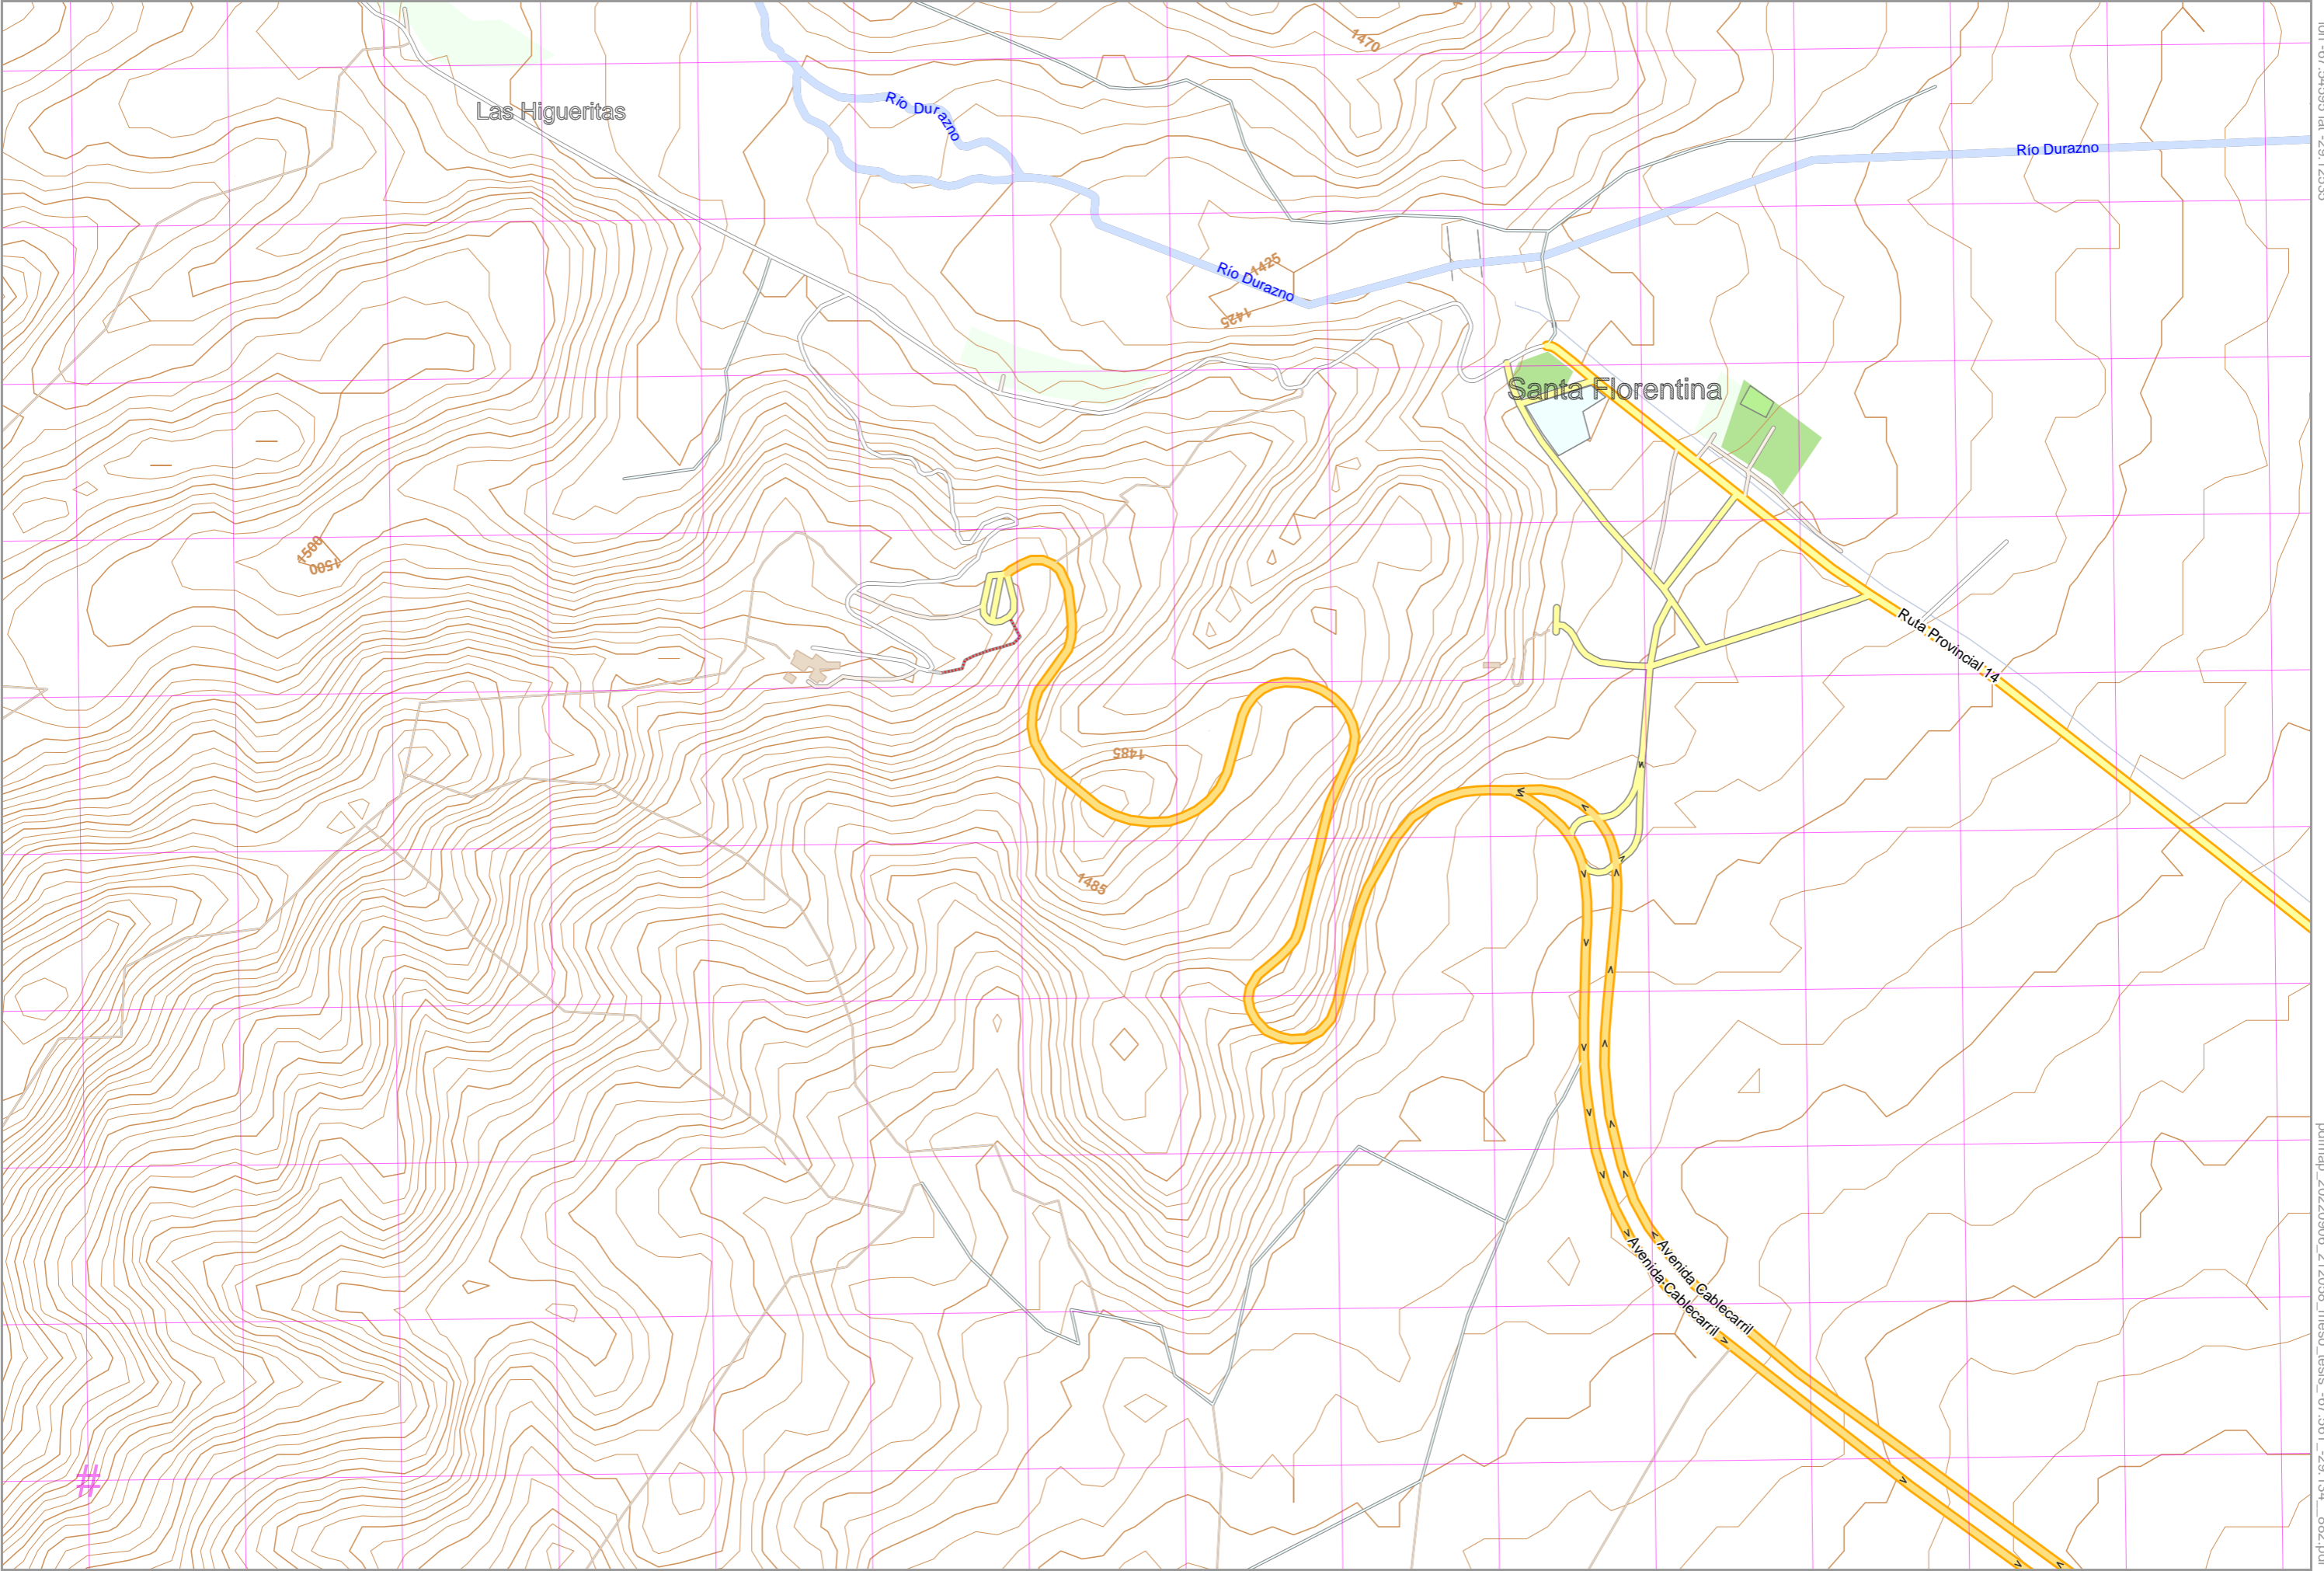 1470
Las Higueritas
Río Durazno
Río Durazno
1425
Río Durazno
1425
Santa Florentina
1500
1500
Ruta Provincial 14
1485
1485
Avenida Cablecarril
Avenida Cablecarril
#